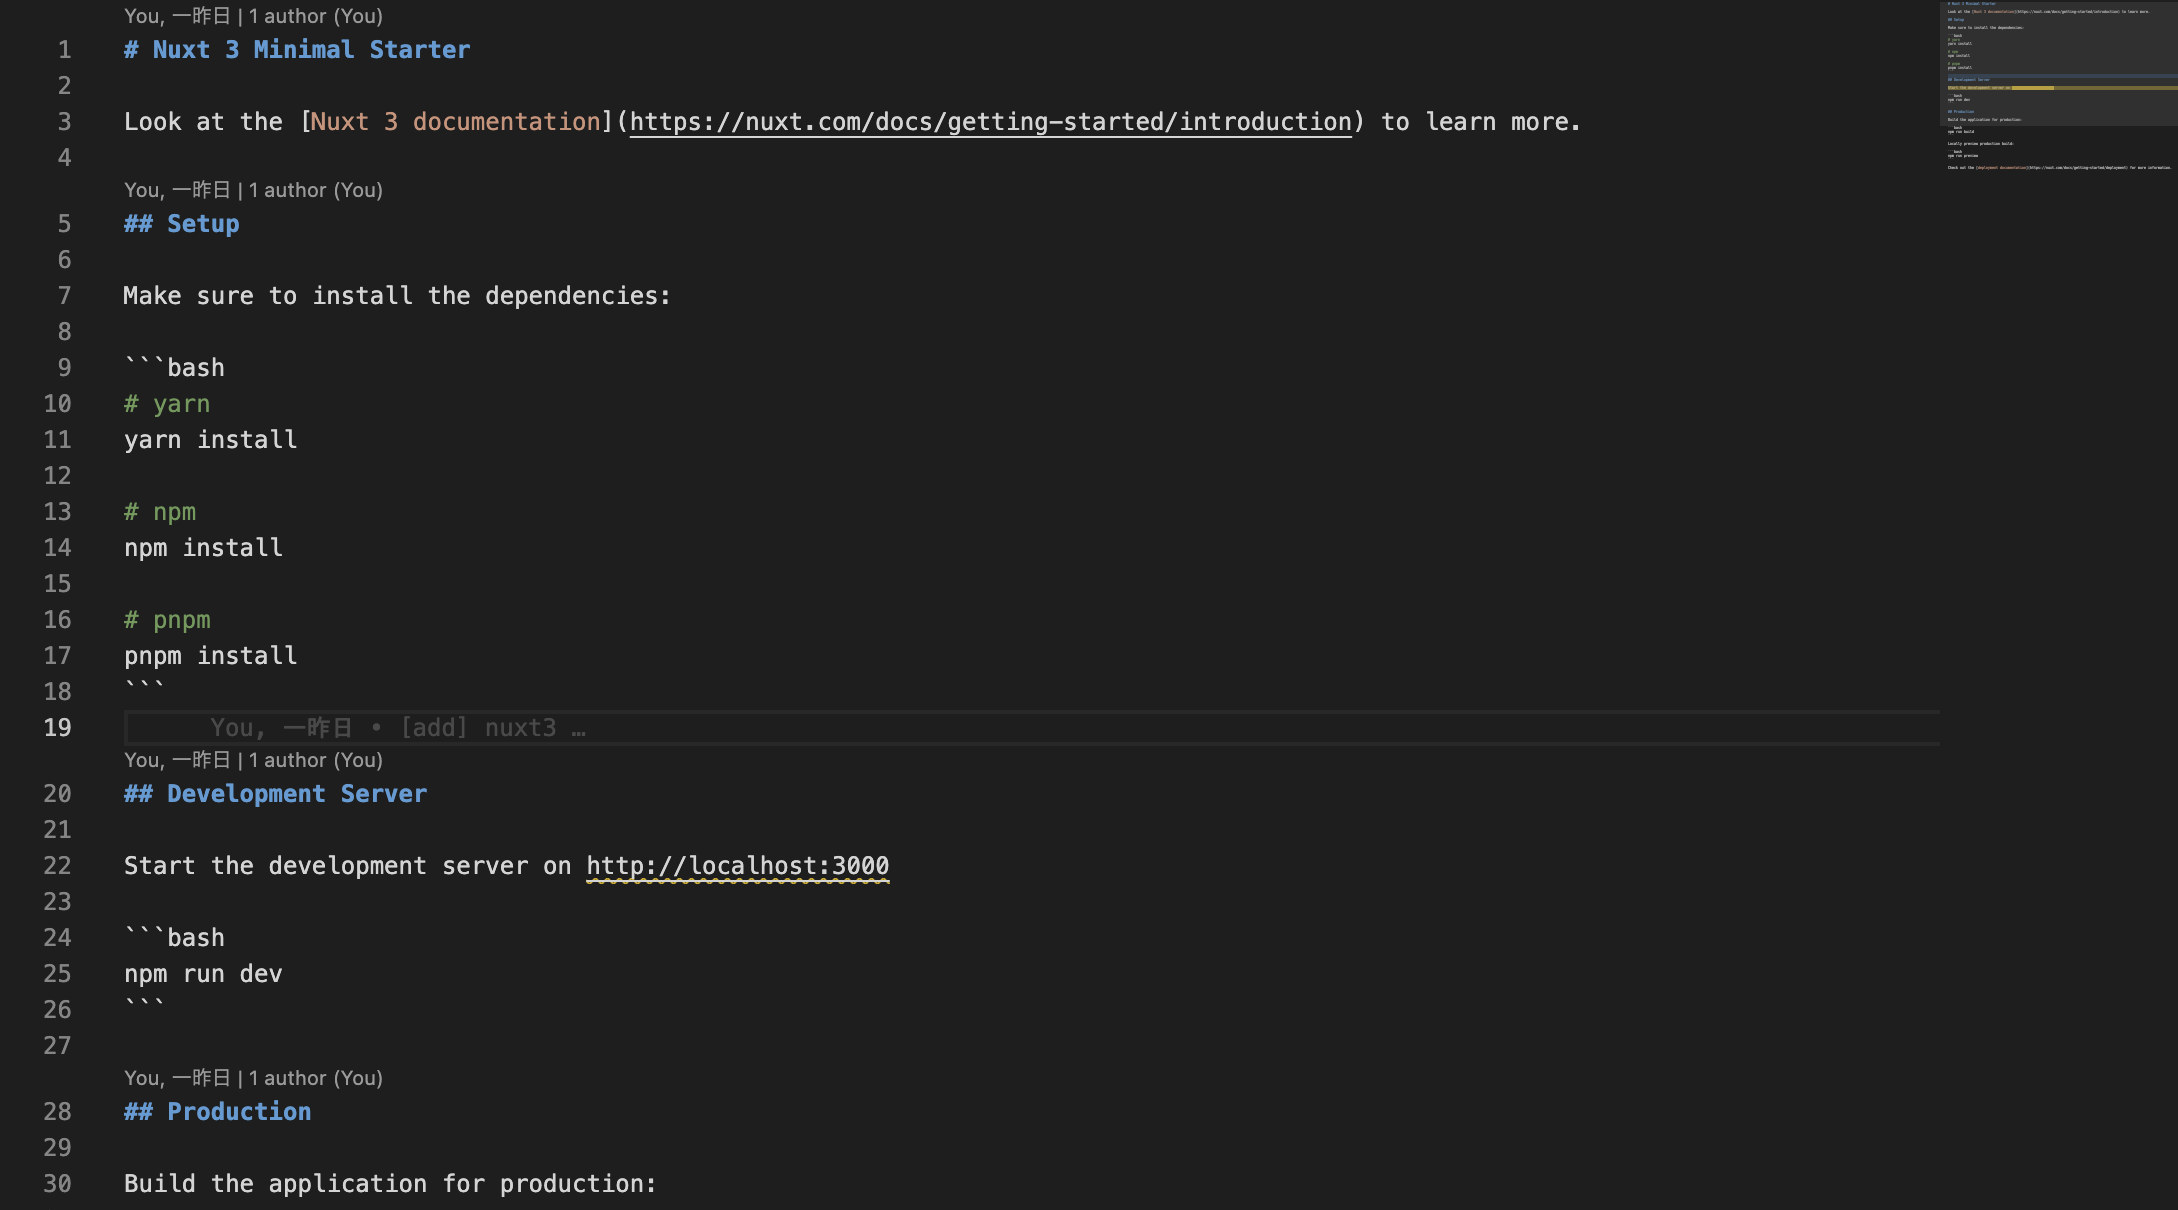 You, 一昨日 | 1 author (You)
1 # Nuxt 3 Minimal Starter
2
3 Look at the [Nuxt 3 documentation](https://nuxt.com/docs/getting-started/introduction) to learn more.
4
You, 一昨日 | 1 author (You)
5 ## Setup
6
7 Make sure to install the dependencies:
8
9 ```bash
10 # yarn
11 yarn install
12
13 # npm
14 npm install
15
16 # pnpm
17 pnpm install
18 ```
19 You, 一昨日 • [add] nuxt3 …
You, 一昨日 | 1 author (You)
20 ## Development Server
21
22 Start the development server on http://localhost:3000
23
24 ```bash
25 npm run dev
26 ```
27
You, 一昨日 | 1 author (You)
28 ## Production
29
30 Build the application for production: